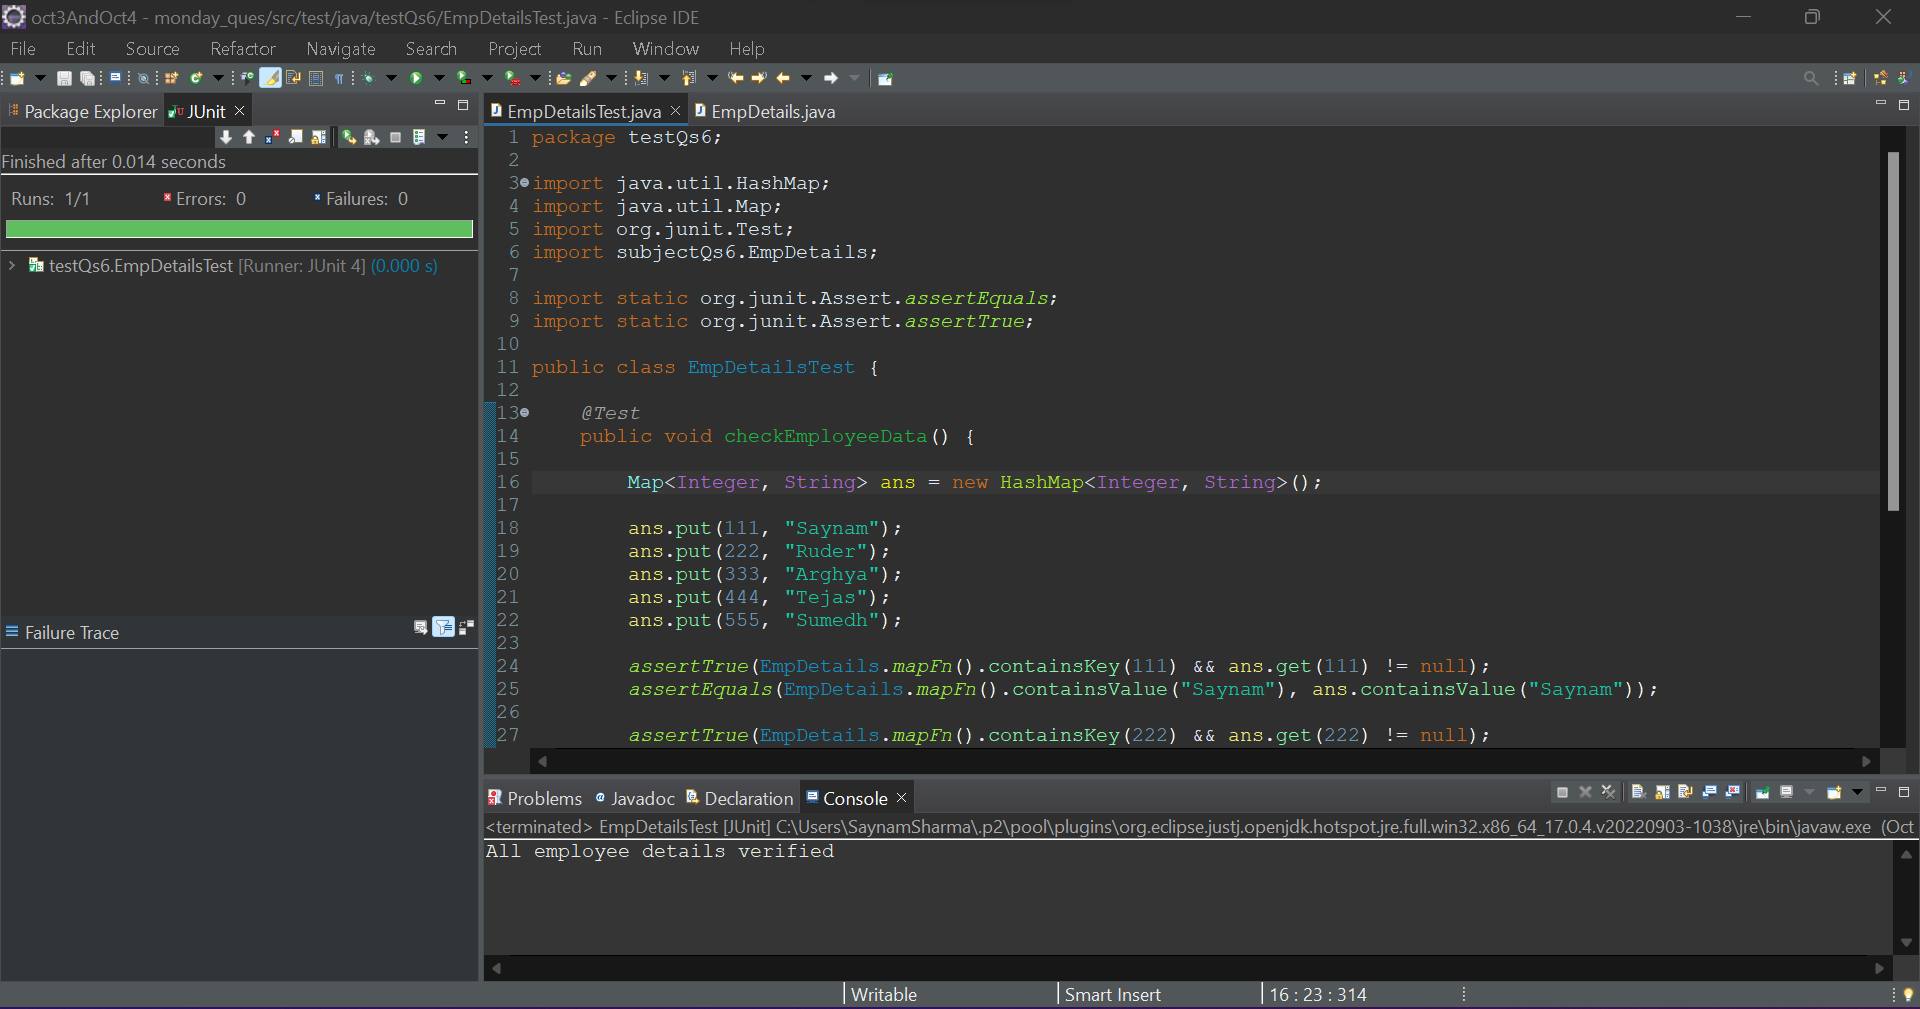 oct3AndOct4 - monday_ques/src/test/java/testQs6/EmpDetailsTest.java - Eclipse IDE
File Edit Source Refactor Navigate Search Project Run Window Help
Package Explorer JUnit
Finished after 0.014 seconds
Runs: 1/1 Errors: 0 Failures: 0
testQs6.EmpDetailsTest [Runner: JUnit 4] (0.000 s)
Failure Trace
EmpDetailsTest.java EmpDetails.java
1 package testQs6;
2
3 import java.util.HashMap;
4 import java.util.Map;
5 import org.junit.Test;
6 import subjectQs6.EmpDetails;
7
8 import static org.junit.Assert.assertEquals;
9 import static org.junit.Assert.assertTrue;
10
11 public class EmpDetailsTest {
12
13 @Test
14 public void checkEmployeeData() {
15
16 Map<Integer, String> ans = new HashMap<Integer, String>();
17
18 ans.put(111, "Saynam");
19 ans.put(222, "Ruder");
20 ans.put(333, "Arghya");
21 ans.put(444, "Tejas");
22 ans.put(555, "Sumedh");
23
24 assertTrue(EmpDetails.mapFn().containsKey(111) && ans.get(111) != null);
25 assertEquals(EmpDetails.mapFn().containsValue("Saynam"), ans.containsValue("Saynam"));
26
27 assertTrue(EmpDetails.mapFn().containsKey(222) && ans.get(222) != null);
Problems Javadoc Declaration Console
<terminated> EmpDetailsTest [JUnit] C:\Users\SaynamSharma\.p2\pool\plugins\org.eclipse.justj.openjdk.hotspot.jre.full.win32.x86_64_17.0.4.v20220903-1038\jre\bin\javaw.exe (Oct
All employee details verified
Writable Smart Insert 16 : 23 : 314